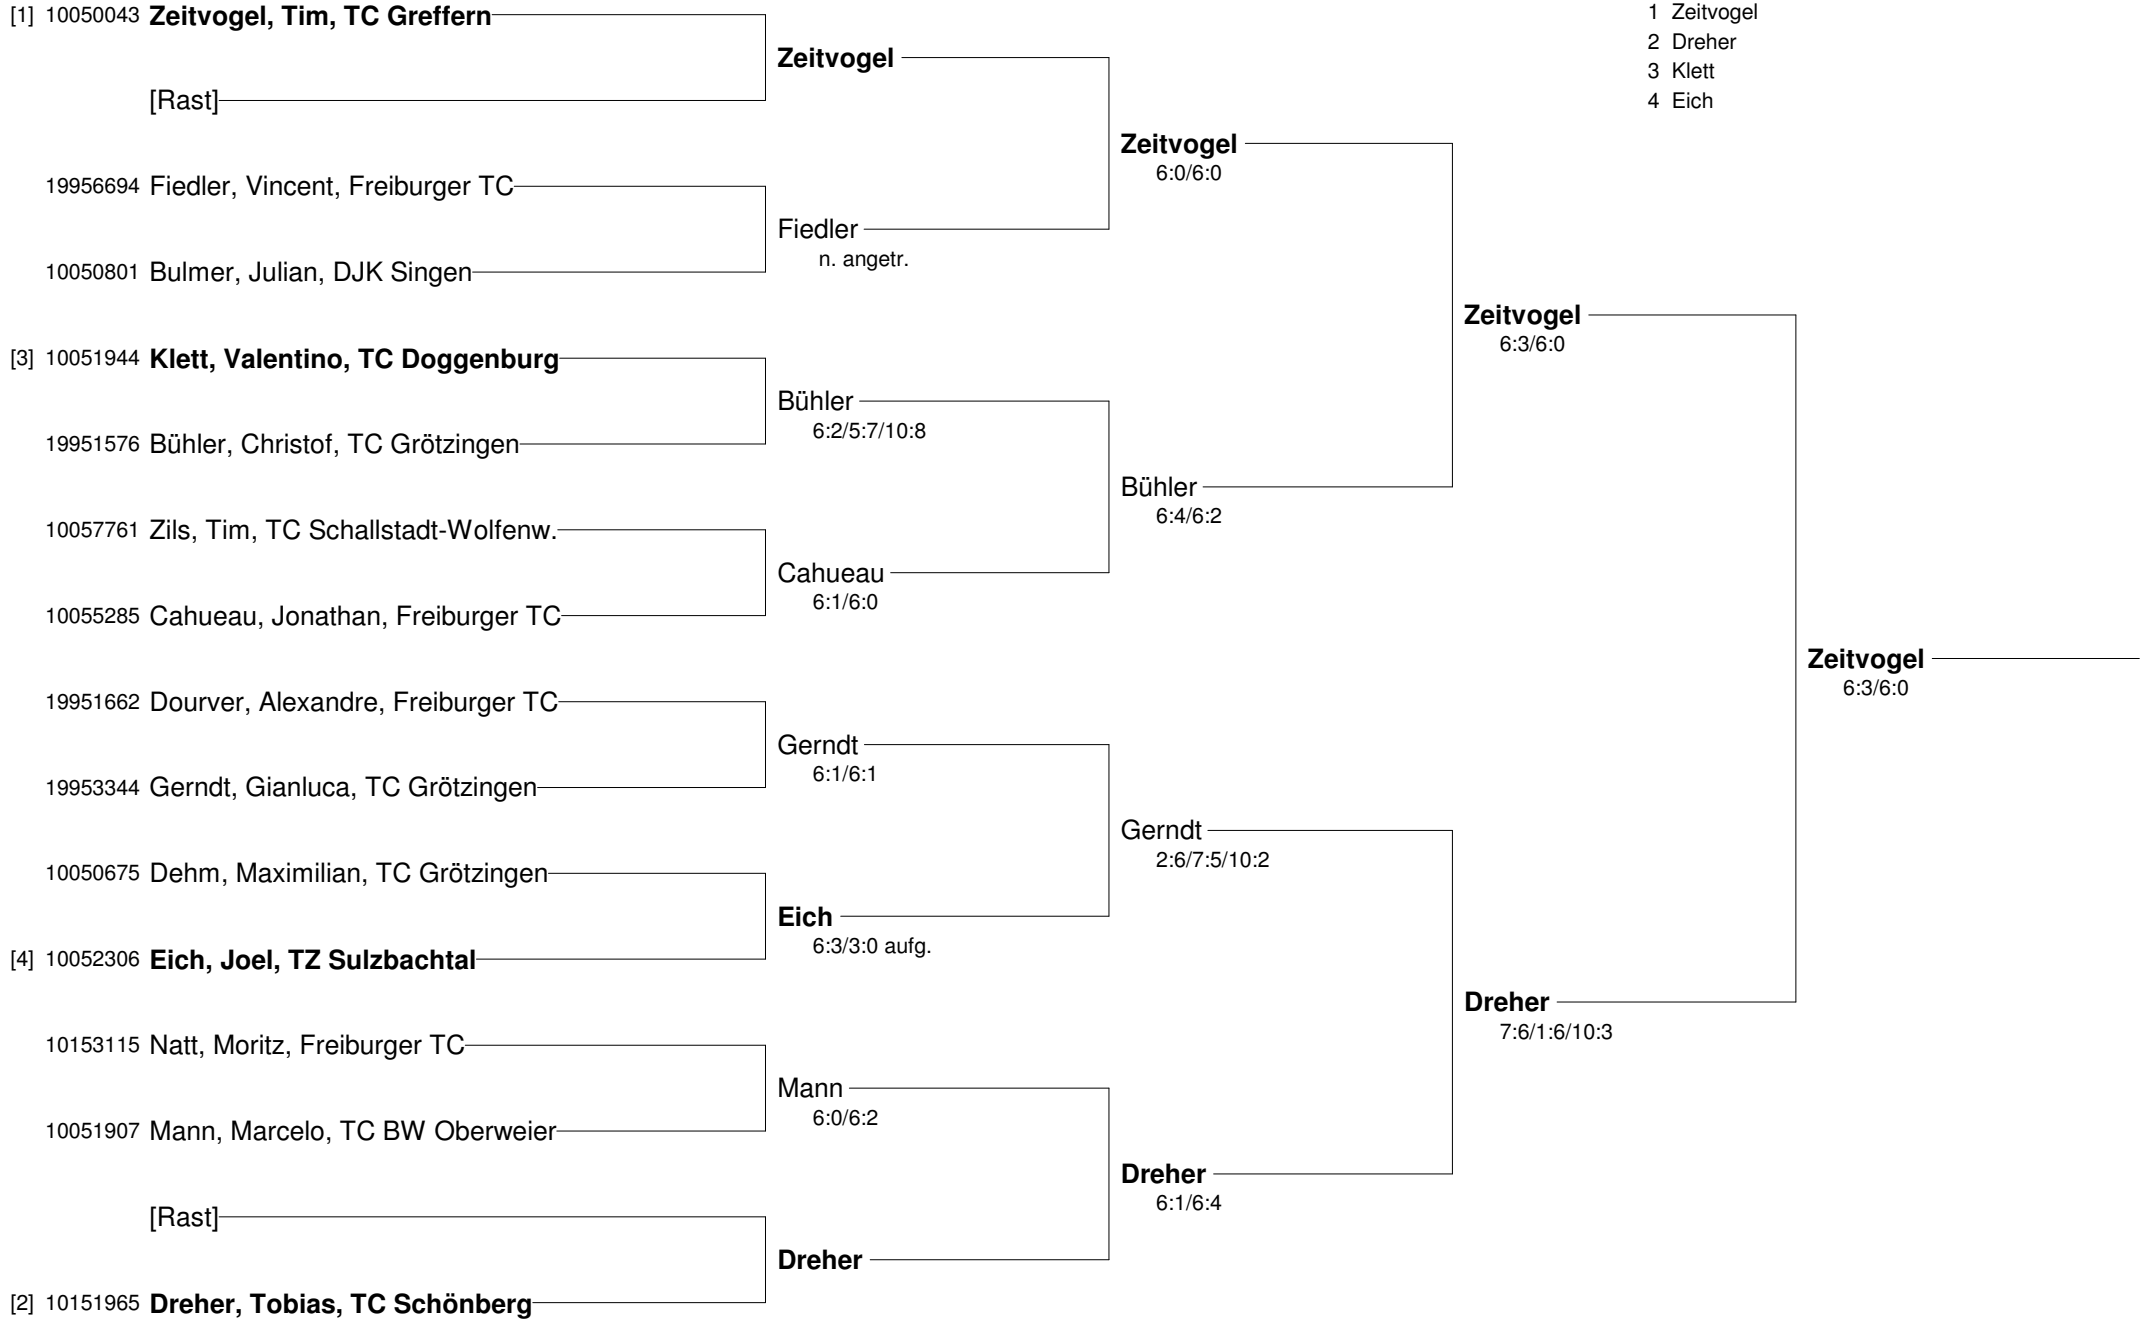 [1] 10050043 Zeitvogel, Tim, TC Greffern
[Rast]
19956694 Fiedler, Vincent, Freiburger TC
10050801 Bulmer, Julian, DJK Singen
[3] 10051944 Klett, Valentino, TC Doggenburg
19951576 Bühler, Christof, TC Grötzingen
10057761 Zils, Tim, TC Schallstadt-Wolfenw.
10055285 Cahueau, Jonathan, Freiburger TC
19951662 Dourver, Alexandre, Freiburger TC
19953344 Gerndt, Gianluca, TC Grötzingen
10050675 Dehm, Maximilian, TC Grötzingen
[4] 10052306 Eich, Joel, TZ Sulzbachtal
10153115 Natt, Moritz, Freiburger TC
10051907 Mann, Marcelo, TC BW Oberweier
[Rast]
[2] 10151965 Dreher, Tobias, TC Schönberg
Zeitvogel
Fiedler
n. angetr.
Bühler
6:2/5:7/10:8
Cahueau
6:1/6:0
Gerndt
6:1/6:1
Eich
6:3/3:0 aufg.
Mann
6:0/6:2
Dreher
Zeitvogel
6:0/6:0
Bühler
6:4/6:2
Gerndt
2:6/7:5/10:2
Dreher
6:1/6:4
Zeitvogel
6:3/6:0
Dreher
7:6/1:6/10:3
Zeitvogel
6:3/6:0
1 Zeitvogel
2 Dreher
3 Klett
4 Eich